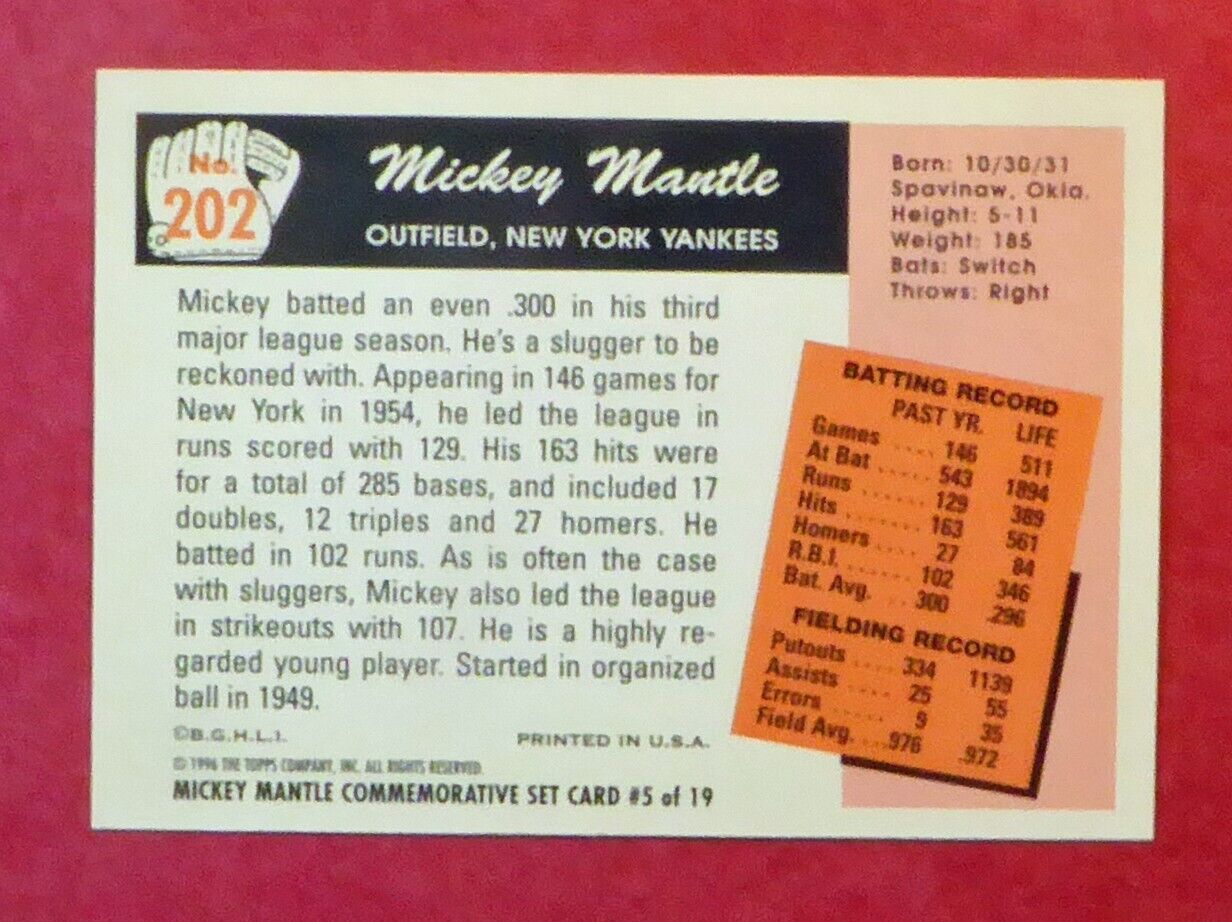 No.
202
Mickey Mantle
OUTFIELD, NEW YORK YANKEES
Born: 10/30/31
Spavinaw, Okla.
Height: 5-11
Weight: 185
Bats: Switch
Throws: Right
Mickey batted an even .300 in his third
major league season. He's a slugger to be
reckoned with. Appearing in 146 games for
New York in 1954, he led the league in
runs scored with 129. His 163 hits were
for a total of 285 bases, and included 17
doubles, 12 triples and 27 homers. He
batted in 102 runs. As is often the case
with sluggers, Mickey also led the league
in strikeouts with 107. He is a highly re-
garded young player. Started in organized
ball in 1949.
©B.G.H.L.I. PRINTED IN U.S.A.
© 1996 THE TOPPS COMPANY, INC. ALL RIGHTS RESERVED.
MICKEY MANTLE COMMEMORATIVE SET CARD #5 of 19
BATTING RECORD
PAST YR. LIFE
Games .... 146 511
At Bat ..... 543 1894
Runs ...... 129 389
Hits ...... 163 561
Homers .... 27 84
R.B.I. ...... 102 346
Bat. Avg. .. .300 .296
FIELDING RECORD
Putouts .... 334 1139
Assists .... 25 55
Errors ..... 9 35
Field Avg. ... .976 .972